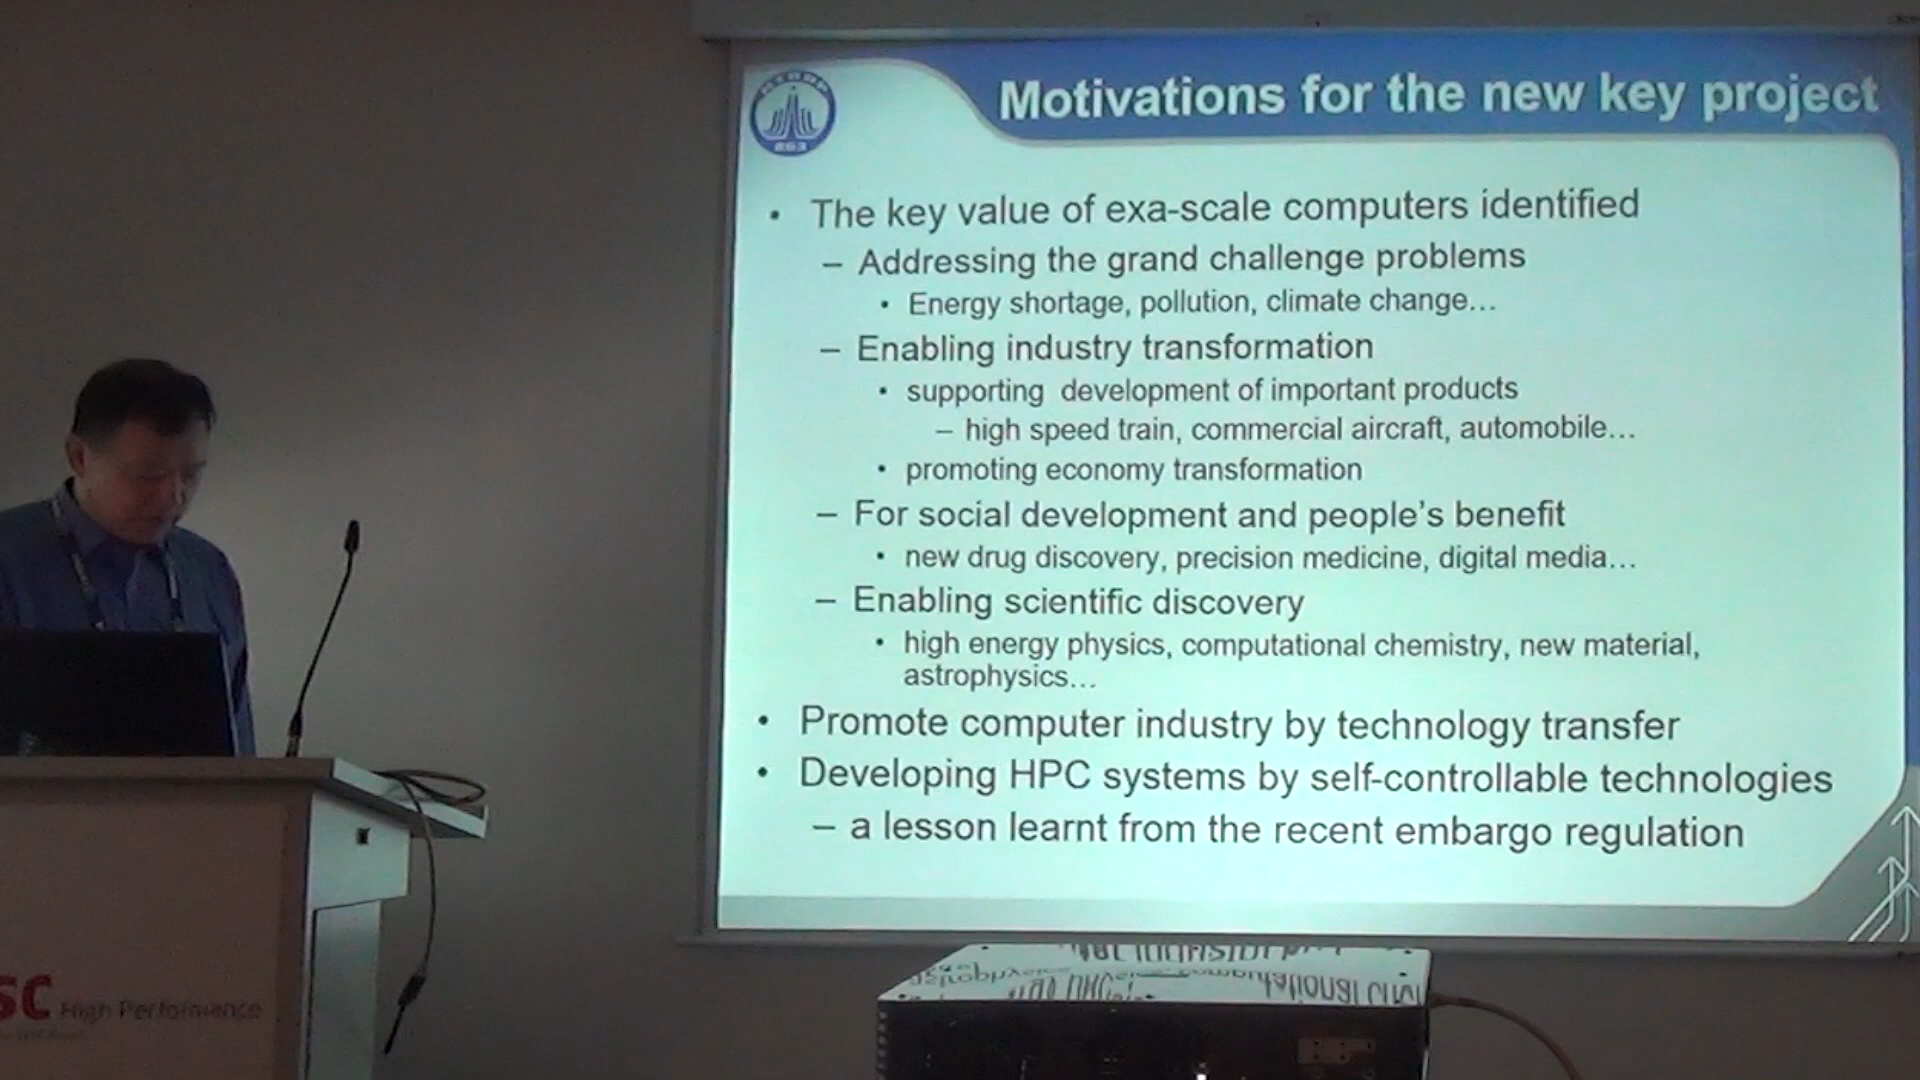 Motivations for the new key project
863
• The key value of exa-scale computers identified
– Addressing the grand challenge problems
• Energy shortage, pollution, climate change...
– Enabling industry transformation
• supporting development of important products
– high speed train, commercial aircraft, automobile...
• promoting economy transformation
– For social development and people's benefit
• new drug discovery, precision medicine, digital media...
– Enabling scientific discovery
• high energy physics, computational chemistry, new material,
astrophysics...
• Promote computer industry by technology transfer
• Developing HPC systems by self-controllable technologies
– a lesson learnt from the recent embargo regulation
SC High Performance